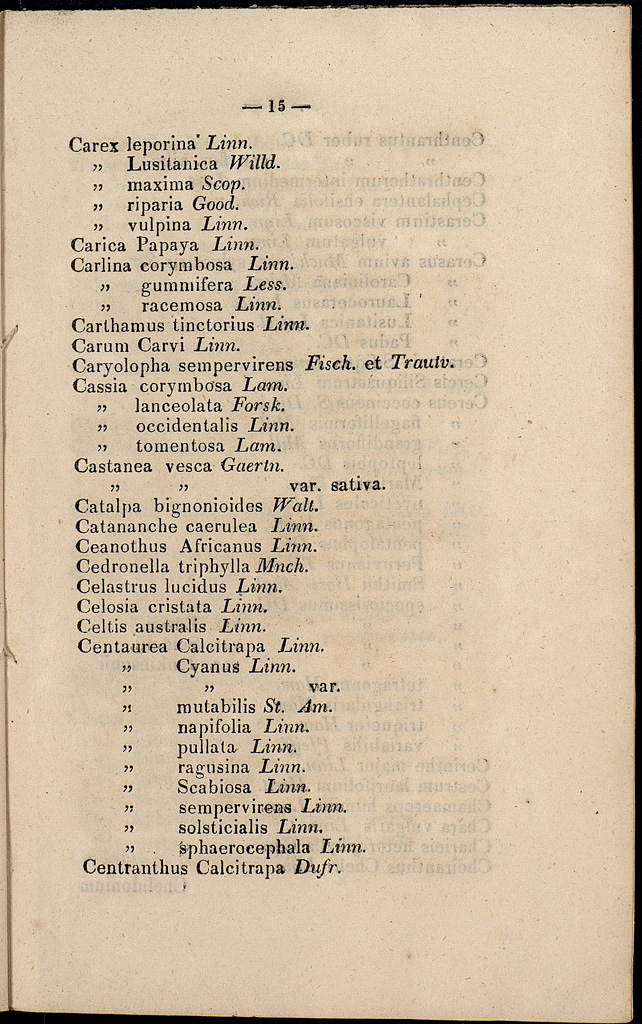 — 15 —
Carex leporina Linn.
„ Lusitanica Willd.
„ maxima Scop.
„ riparia Good.
„ vulpina Linn.
Carica Papaya Linn.
Carlina corymbosa Linn.
„ gummifera Less.
„ racemosa Linn.
Carthamus tinctorius Linn.
Carum Carvi Linn.
Caryolopha sempervirens Fisch. et Trautv.
Cassia corymbosa Lam.
„ lanceolata Forsk.
„ occidentalis Linn.
„ tomentosa Lam.
Castanea vesca Gaertn.
„ „ var. sativa.
Catalpa bignonioides Walt.
Catananche caerulea Linn.
Ceanothus Africanus Linn.
Cedronella triphylla Mnch.
Celastrus lucidus Linn.
Celosia cristata Linn.
Celtis australis Linn.
Centaurea Calcitrapa Linn.
„ Cyanus Linn.
„ „ var.
„ mutabilis St. Am.
„ napifolia Linn.
„ pullata Linn.
„ ragusina Linn.
„ Scabiosa Linn.
„ sempervirens Linn.
„ solsticialis Linn.
„ sphaerocephala Linn.
Centranthus Calcitrapa Dufr.